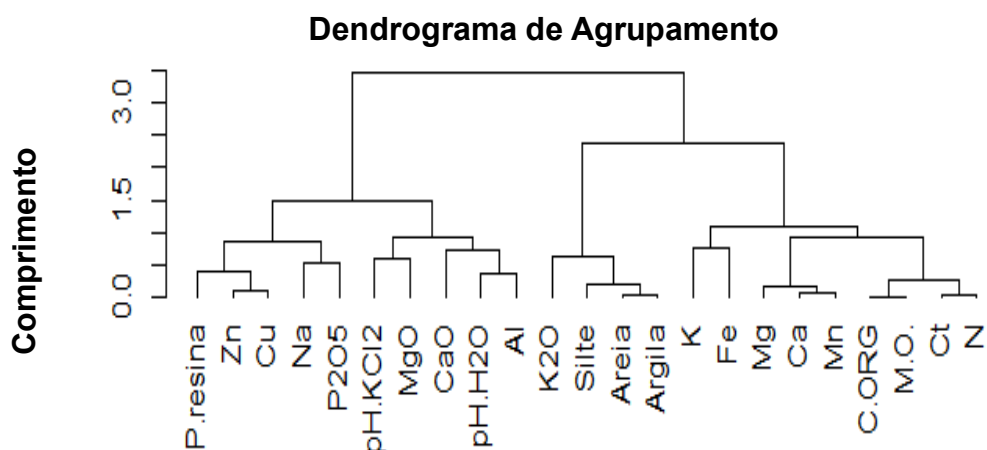 Dendrograma de Agrupamento
Comprimento
3.0
1.5
0.0
P.resina
Zn
Cu
Na
P2O5
pH.KCl2
MgO
CaO
pH.H2O
Al
K2O
Silte
Areia
Argila
K
Fe
Mg
Ca
Mn
C.ORG
M.O.
Ct
N